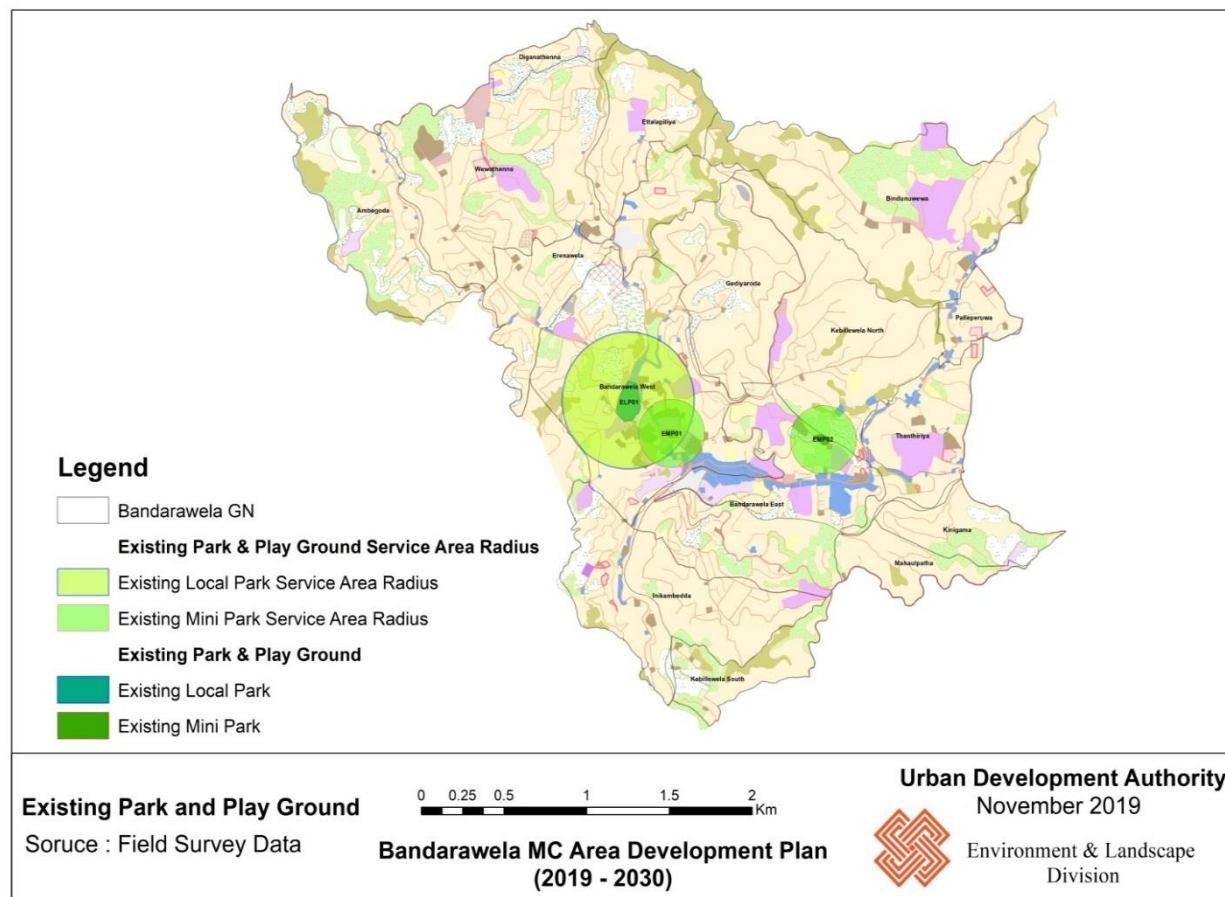 Diganathenna
Ettalapitiya
Wewathenna
Bindunuwewa
Ambegoda
Erenawela
Gediyaroda
Palleperuwa
Kebillewela North
Bandarawela West
ELP01
EMP01
EMP02
Thanthiriya
Bandarawela East
Kinigama
Mahaulpatha
Inikambedda
Kebillewela South
Legend
Bandarawela GN
Existing Park & Play Ground Service Area Radius
Existing Local Park Service Area Radius
Existing Mini Park Service Area Radius
Existing Park & Play Ground
Existing Local Park
Existing Mini Park
Existing Park and Play Ground
Soruce : Field Survey Data
0 0.25 0.5 1 1.5 2
Km
Bandarawela MC Area Development Plan
(2019 - 2030)
Urban Development Authority
November 2019
Environment & Landscape
Division